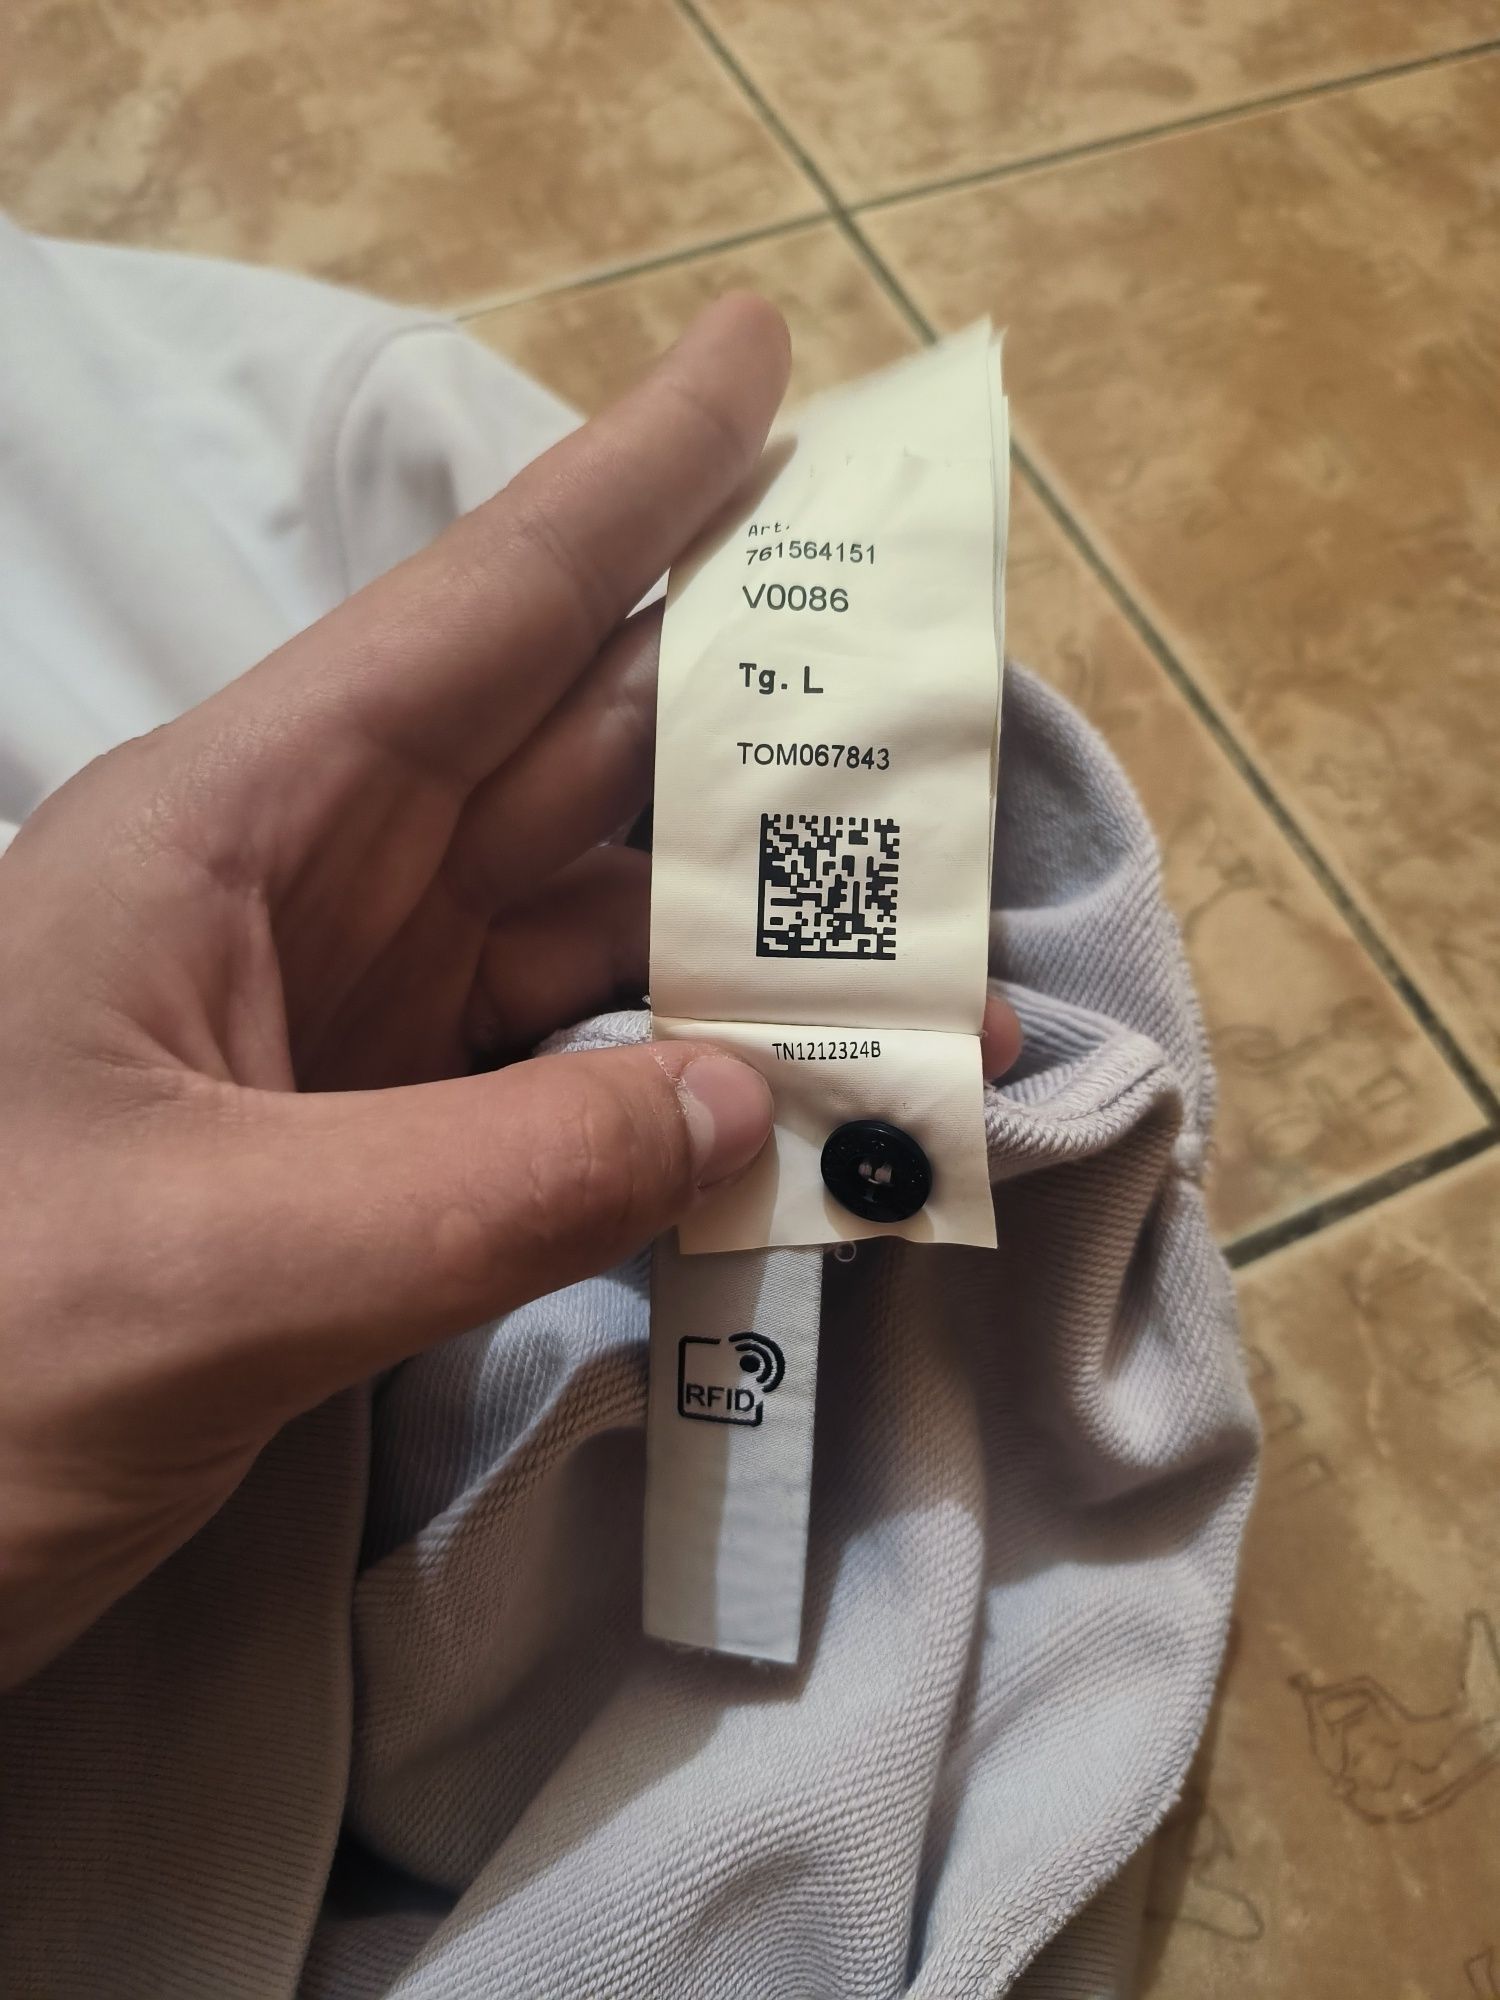 Art.
761564151
V0086
Tg. L
TOM067843
TN1212324B
RFID